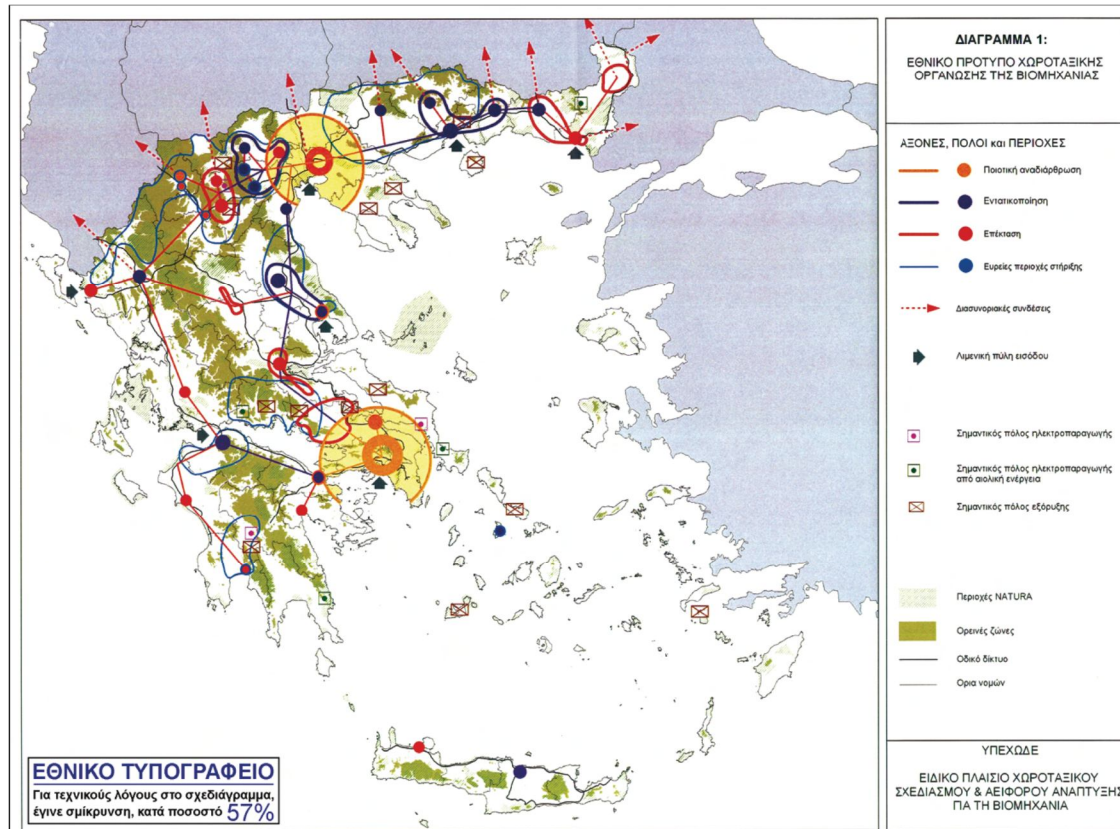 ΔΙΑΓΡΑΜΜΑ 1:
ΕΘΝΙΚΟ ΠΡΟΤΥΠΟ ΧΩΡΟΤΑΞΙΚΗΣ
ΟΡΓΑΝΩΣΗΣ ΤΗΣ ΒΙΟΜΗΧΑΝΙΑΣ
ΑΞΟΝΕΣ, ΠΟΛΟΙ και ΠΕΡΙΟΧΕΣ
Ποιοτική αναδιάρθρωση
Εντατικοποίηση
Επέκταση
Ευρείες περιοχές στήριξης
Διασυνοριακές συνδέσεις
Λιμενική πύλη εισόδου
Σημαντικός πόλος ηλεκτροπαραγωγής
Σημαντικός πόλος ηλεκτροπαραγωγής
από αιολική ενέργεια
Σημαντικός πόλος εξόρυξης
Περιοχές NATURA
Ορεινές ζώνες
Οδικό δίκτυο
Ορια νομών
ΥΠΕΧΩΔΕ
ΕΙΔΙΚΟ ΠΛΑΙΣΙΟ ΧΩΡΟΤΑΞΙΚΟΥ
ΣΧΕΔΙΑΣΜΟΥ & ΑΕΙΦΟΡΟΥ ΑΝΑΠΤΥΞΗΣ
ΓΙΑ ΤΗ ΒΙΟΜΗΧΑΝΙΑ
ΕΘΝΙΚΟ ΤΥΠΟΓΡΑΦΕΙΟ
Για τεχνικούς λόγους στο σχεδιάγραμμα,
έγινε σμίκρυνση, κατά ποσοστό 57%